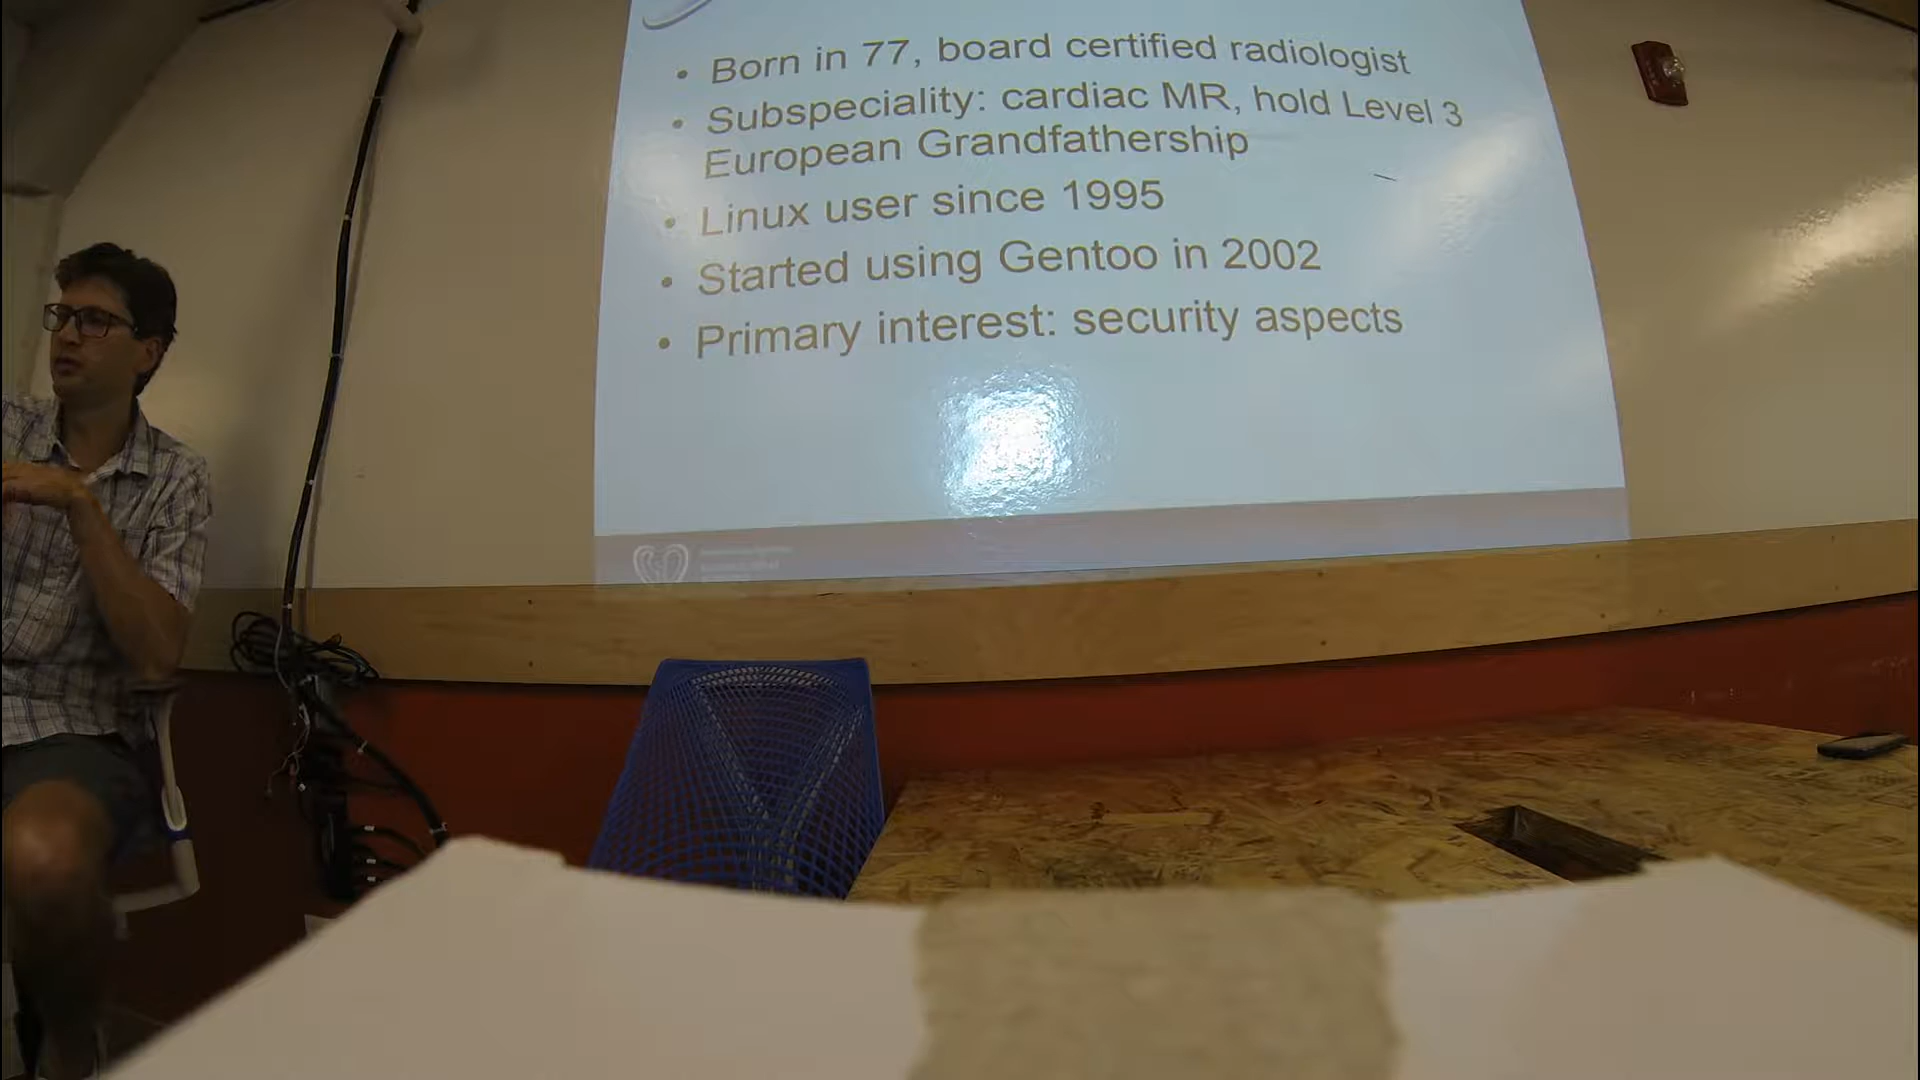 • Born in 77, board certified radiologist
• Subspeciality: cardiac MR, hold Level 3
European Grandfathership
• Linux user since 1995
• Started using Gentoo in 2002
• Primary interest: security aspects